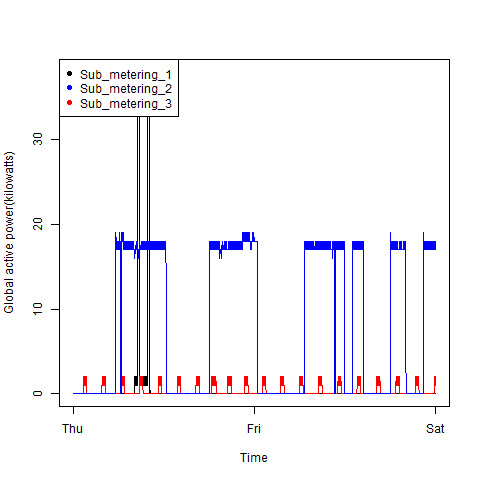 Sub_metering_1
Sub_metering_2
Sub_metering_3
Global active power(kilowatts)
30
20
10
0
Thu Fri Sat
Time